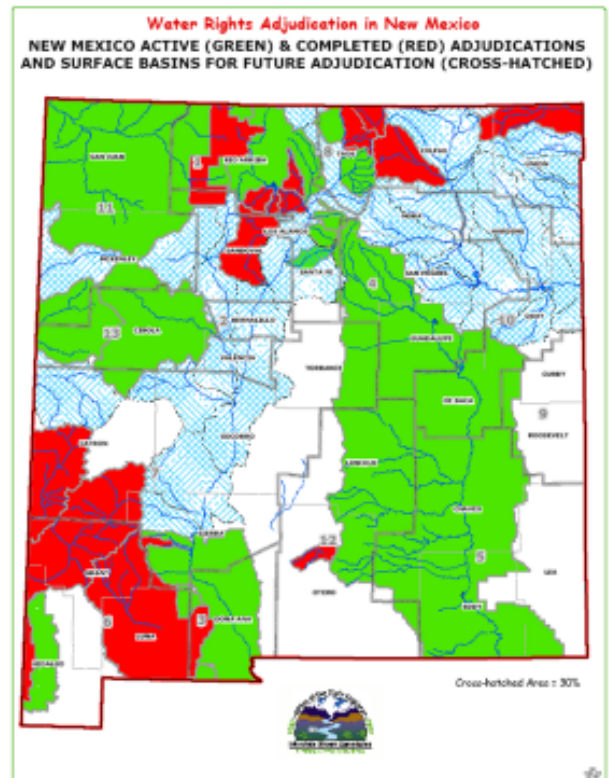 Water Rights Adjudication in New Mexico
NEW MEXICO ACTIVE (GREEN) & COMPLETED (RED) ADJUDICATIONS
AND SURFACE BASINS FOR FUTURE ADJUDICATION (CROSS-HATCHED)
SAN JUAN
1
RIO ARRIBA
8
TAOS
COLFAX
UNION
11
MORA
HARDING
LOS ALAMOS
SANDOVAL
MCKINLEY
SANTA FE
SAN MIGUEL
4
2
BERNALILLO
10
QUAY
13
CIBOLA
VALENCIA
GUADALUPE
TORRANCE
CURRY
DE BACA
9
ROOSEVELT
CATRON
SOCORRO
LINCOLN
7
CHAVES
SIERRA
12
5
GRANT
OTERO
LEA
6
LUNA
3
DONA ANA
EDDY
HIDALGO
Cross-hatched Area = 30%